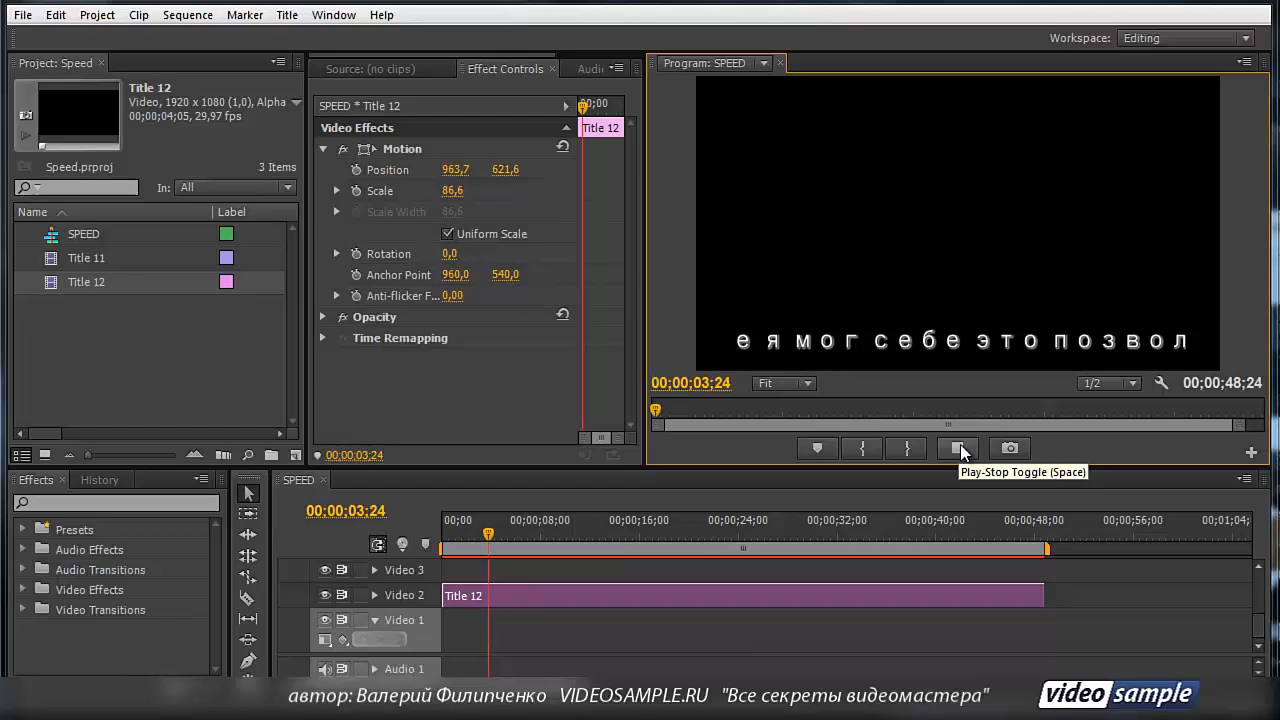 File Edit Project Clip Sequence Marker Title Window Help
Workspace: Editing
Project: Speed
Title 12
Video, 1920 x 1080 (1,0), Alpha
00;00;04;05, 29,97 fps
Speed.prproj 3 Items
In: All
Name Label
SPEED
Title 11
Title 12
Source: (no clips) Effect Controls Audi
SPEED * Title 12 00;00
Video Effects Title 12
Motion
Position 963,7 621,6
Scale 86,6
Scale Width 86,6
Uniform Scale
Rotation 0,0
Anchor Point 960,0 540,0
Anti-flicker F... 0,00
Opacity
Time Remapping
00;00;03;24
Program: SPEED
е я мог себе это позвол
00;00;03;24 Fit 1/2 00;00;48;24
Play-Stop Toggle (Space)
Effects History
Presets
Audio Effects
Audio Transitions
Video Effects
Video Transitions
SPEED
00;00;03;24
00;00 00;00;08;00 00;00;16;00 00;00;24;00 00;00;32;00 00;00;40;00 00;00;48;00 00;00;56;00 00;01;04;
Video 3
Video 2 Title 12
Video 1
Audio 1
автор: Валерий Филипченко VIDEOSAMPLE.RU "Все секреты видеомастера"
video sample